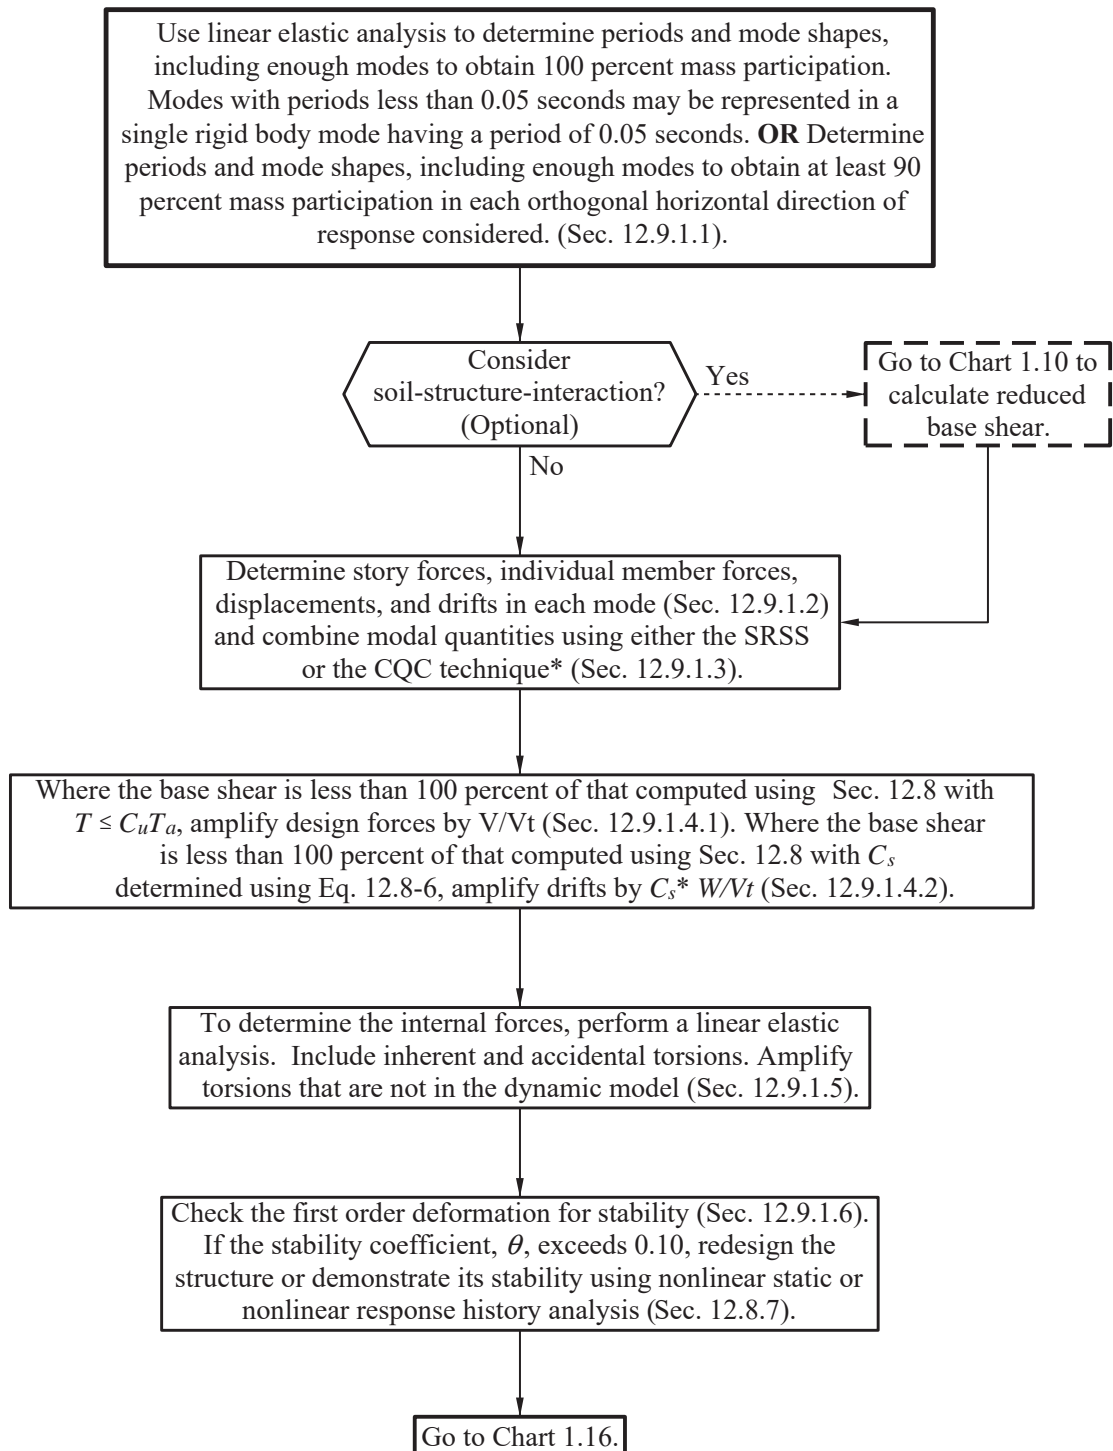 Use linear elastic analysis to determine periods and mode shapes,
including enough modes to obtain 100 percent mass participation.
Modes with periods less than 0.05 seconds may be represented in a
single rigid body mode having a period of 0.05 seconds. OR Determine
periods and mode shapes, including enough modes to obtain at least 90
percent mass participation in each orthogonal horizontal direction of
response considered. (Sec. 12.9.1.1).
Consider
soil-structure-interaction?
(Optional)
Yes
Go to Chart 1.10 to
calculate reduced
base shear.
No
Determine story forces, individual member forces,
displacements, and drifts in each mode (Sec. 12.9.1.2)
and combine modal quantities using either the SRSS
or the CQC technique* (Sec. 12.9.1.3).
Where the base shear is less than 100 percent of that computed using Sec. 12.8 with
T ≤ CuTa, amplify design forces by V/Vt (Sec. 12.9.1.4.1). Where the base shear
is less than 100 percent of that computed using Sec. 12.8 with Cs
determined using Eq. 12.8-6, amplify drifts by Cs* W/Vt (Sec. 12.9.1.4.2).
To determine the internal forces, perform a linear elastic
analysis. Include inherent and accidental torsions. Amplify
torsions that are not in the dynamic model (Sec. 12.9.1.5).
Check the first order deformation for stability (Sec. 12.9.1.6).
If the stability coefficient, θ, exceeds 0.10, redesign the
structure or demonstrate its stability using nonlinear static or
nonlinear response history analysis (Sec. 12.8.7).
Go to Chart 1.16.